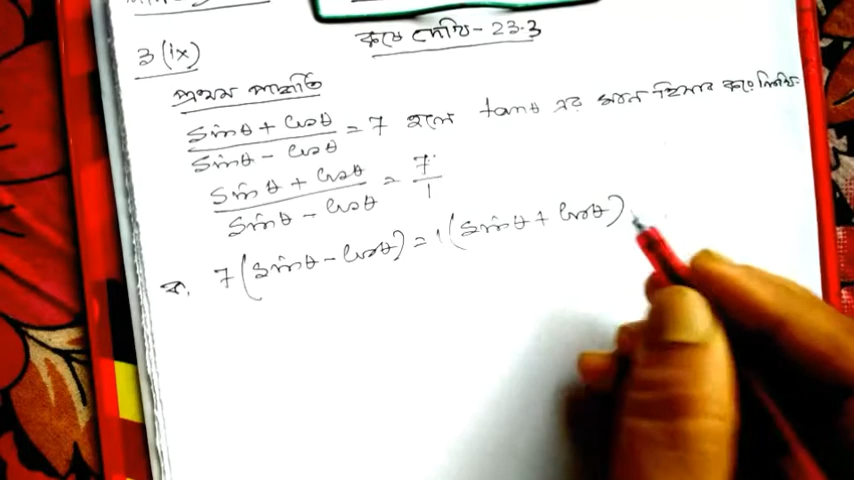 কষে দেখি - 23.3
3 (ix)
প্রথম পদ্ধতি
sinθ + cosθ / sinθ - cosθ = 7 হলে tanθ এর মান হিসাব করে লিখি
sinθ + cosθ / sinθ - cosθ = 7/1
বা, 7(sinθ - cosθ) = 1(sinθ + cosθ)